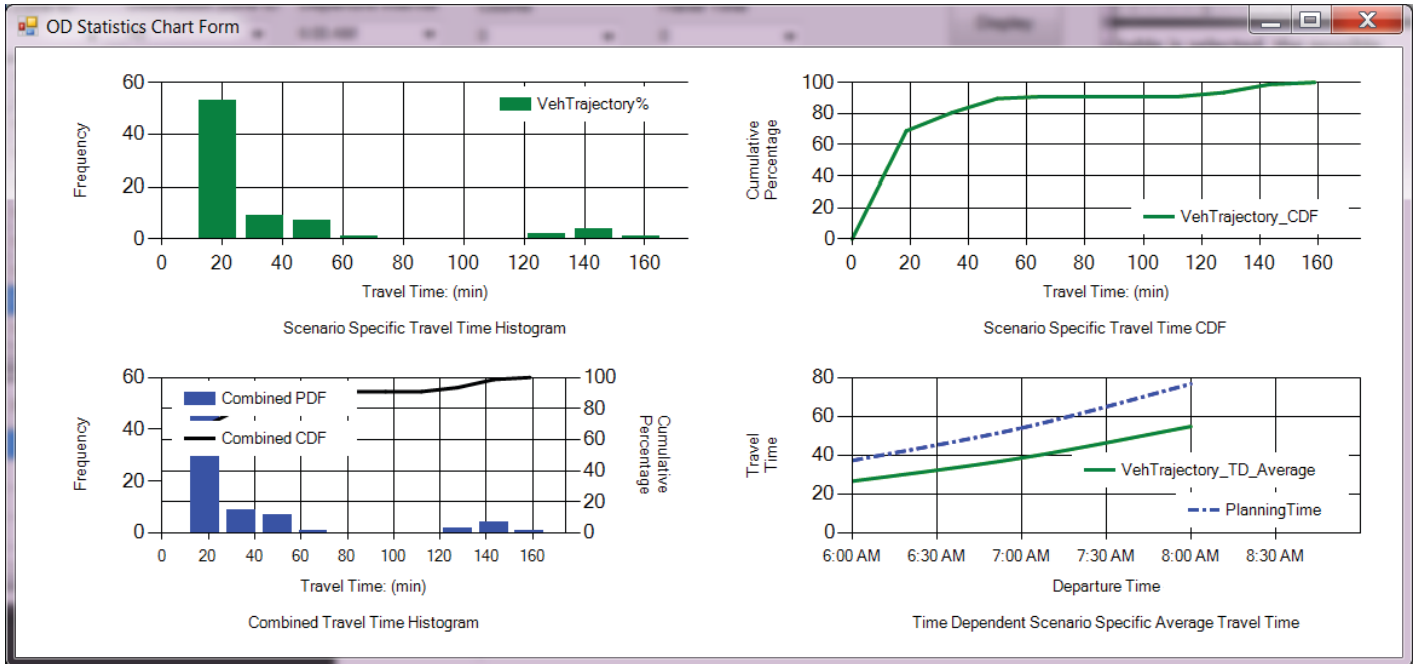 OD Statistics Chart Form
Display
60
40
20
0
Frequency
VehTrajectory%
0 20 40 60 80 100 120 140 160
Travel Time: (min)
Scenario Specific Travel Time Histogram
100
80
60
40
20
0
Cumulative
Percentage
VehTrajectory_CDF
0 20 40 60 80 100 120 140 160
Travel Time: (min)
Scenario Specific Travel Time CDF
60
40
20
0
Frequency
Combined PDF
Combined CDF
100
80
60
40
20
0
Cumulative
Percentage
0 20 40 60 80 100 120 140 160
Travel Time: (min)
Combined Travel Time Histogram
80
60
40
20
0
Travel
Time
VehTrajectory_TD_Average
PlanningTime
6:00 AM 6:30 AM 7:00 AM 7:30 AM 8:00 AM 8:30 AM
Departure Time
Time Dependent Scenario Specific Average Travel Time